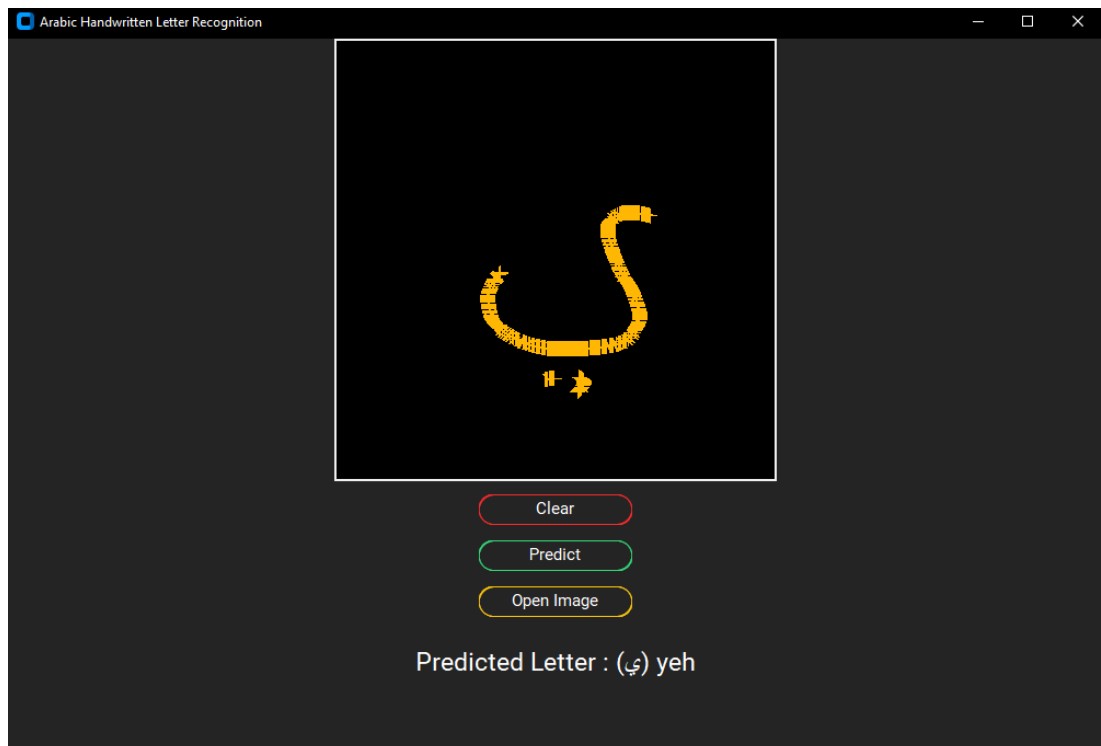 Arabic Handwritten Letter Recognition
ي
Clear
Predict
Open Image
Predicted Letter : (ي) yeh